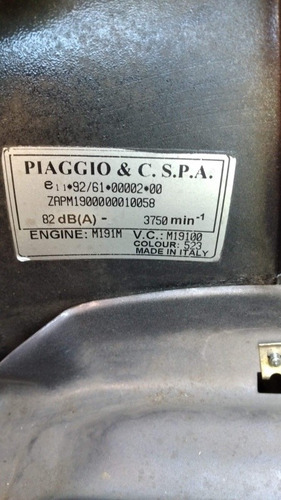 PIAGGIO & C. S.P.A.
e11*92/61*00002*00
ZAPM1900000010058
82 dB(A) - 3750 min-1
ENGINE: M191M V.C.: M19100
COLOUR: 523
MADE IN ITALY